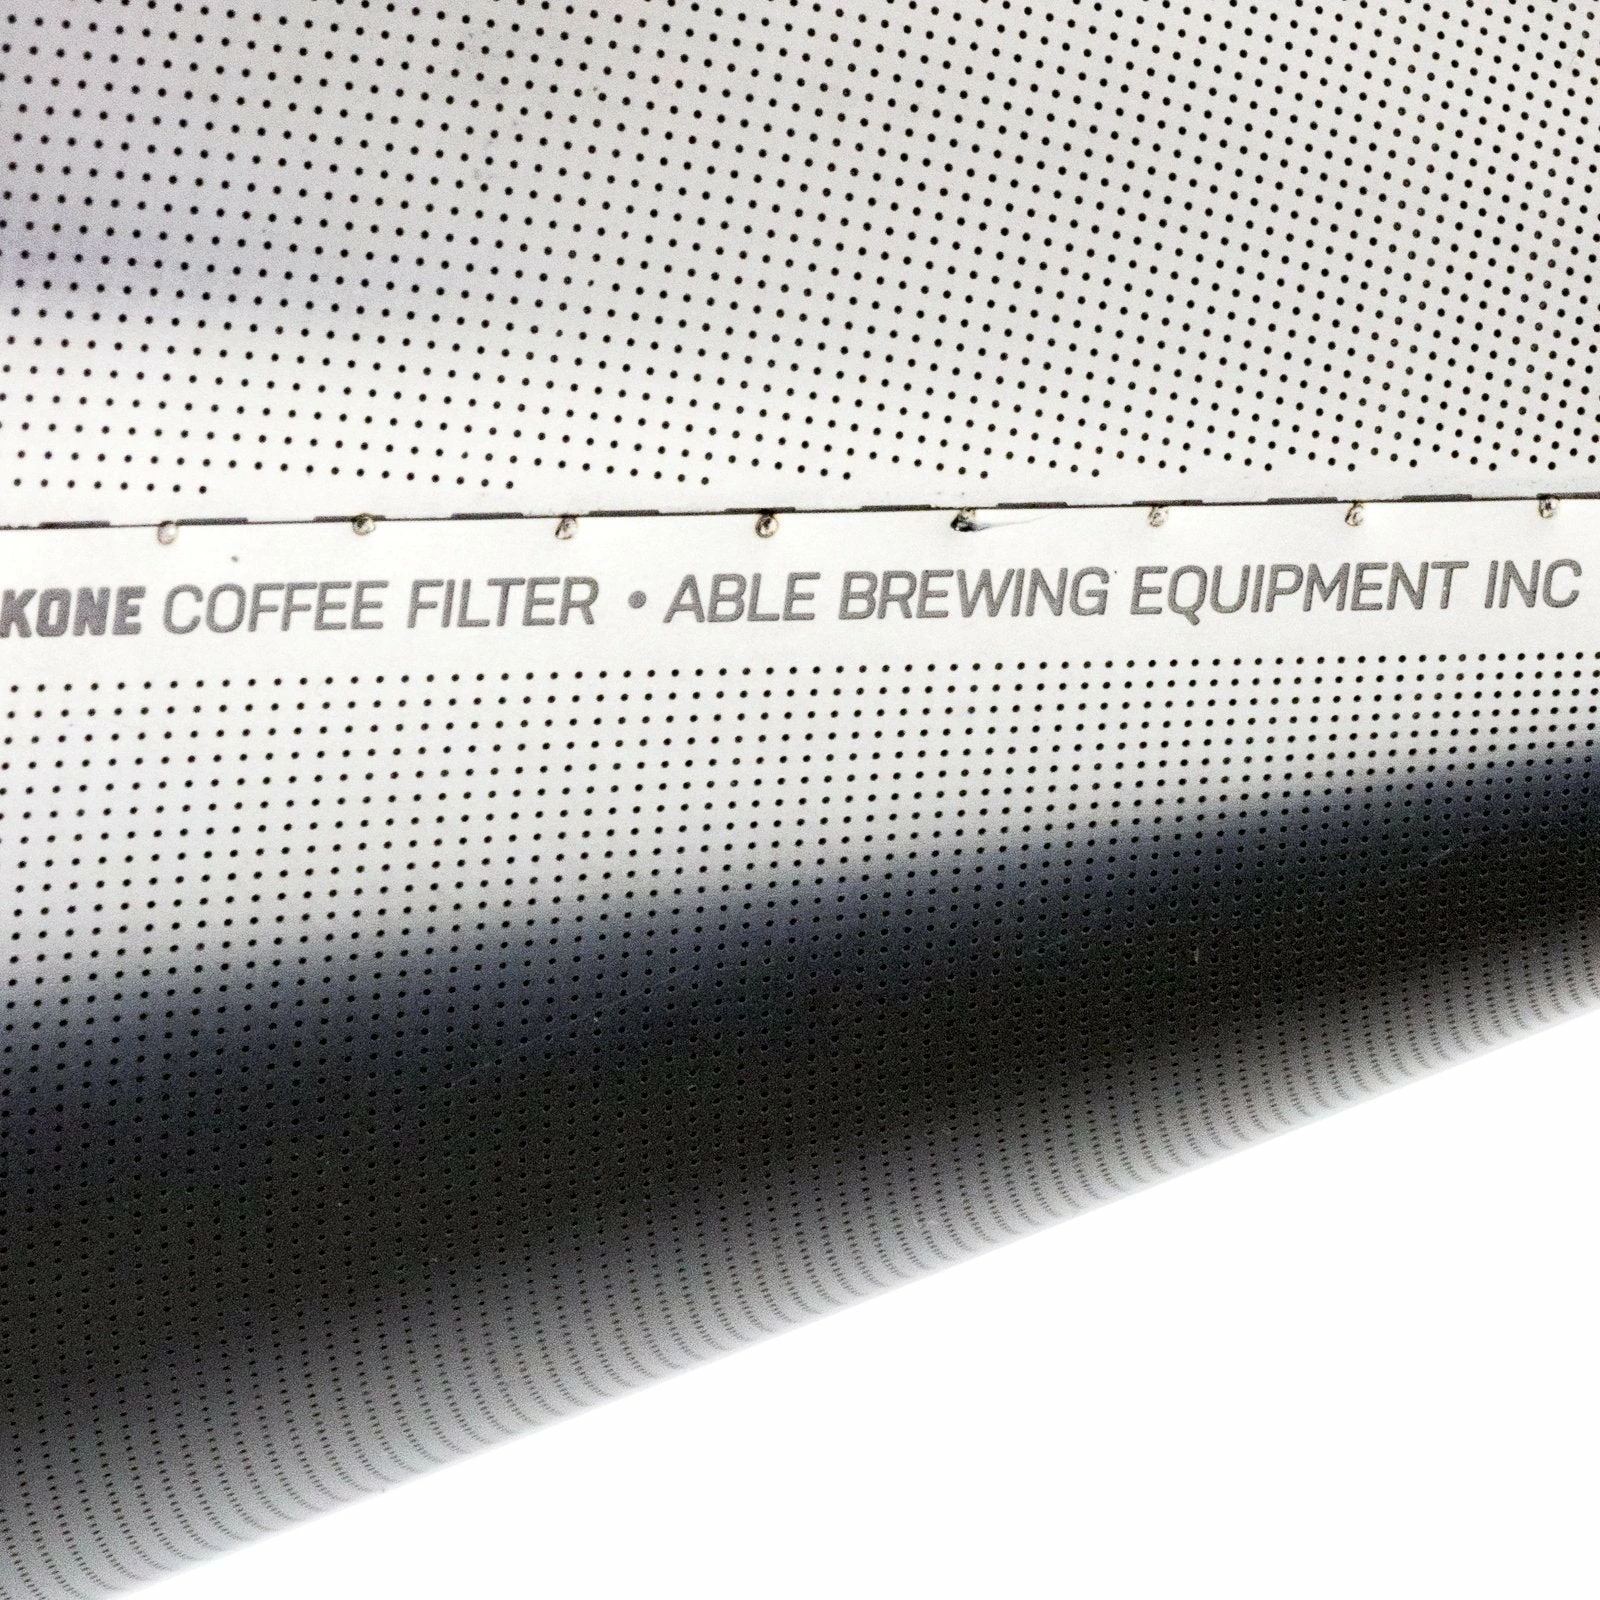 KONE COFFEE FILTER • ABLE BREWING EQUIPMENT INC